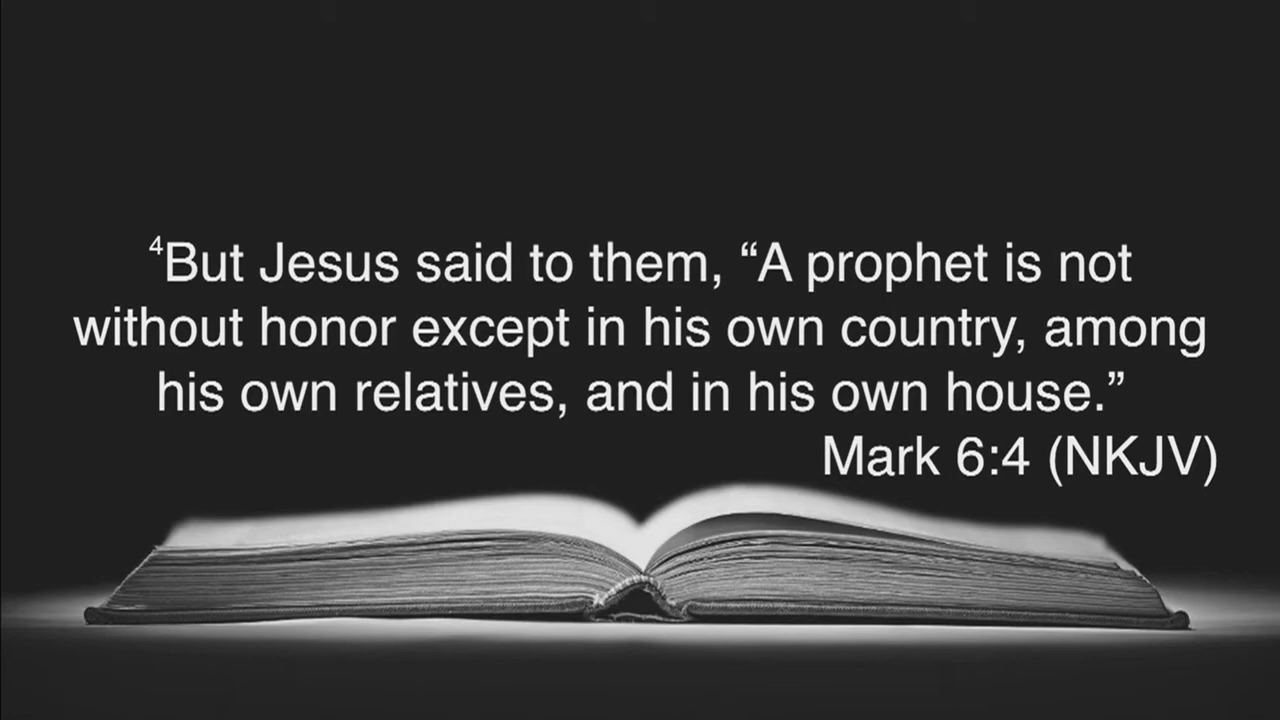 ⁴But Jesus said to them, “A prophet is not
without honor except in his own country, among
his own relatives, and in his own house.”
Mark 6:4 (NKJV)